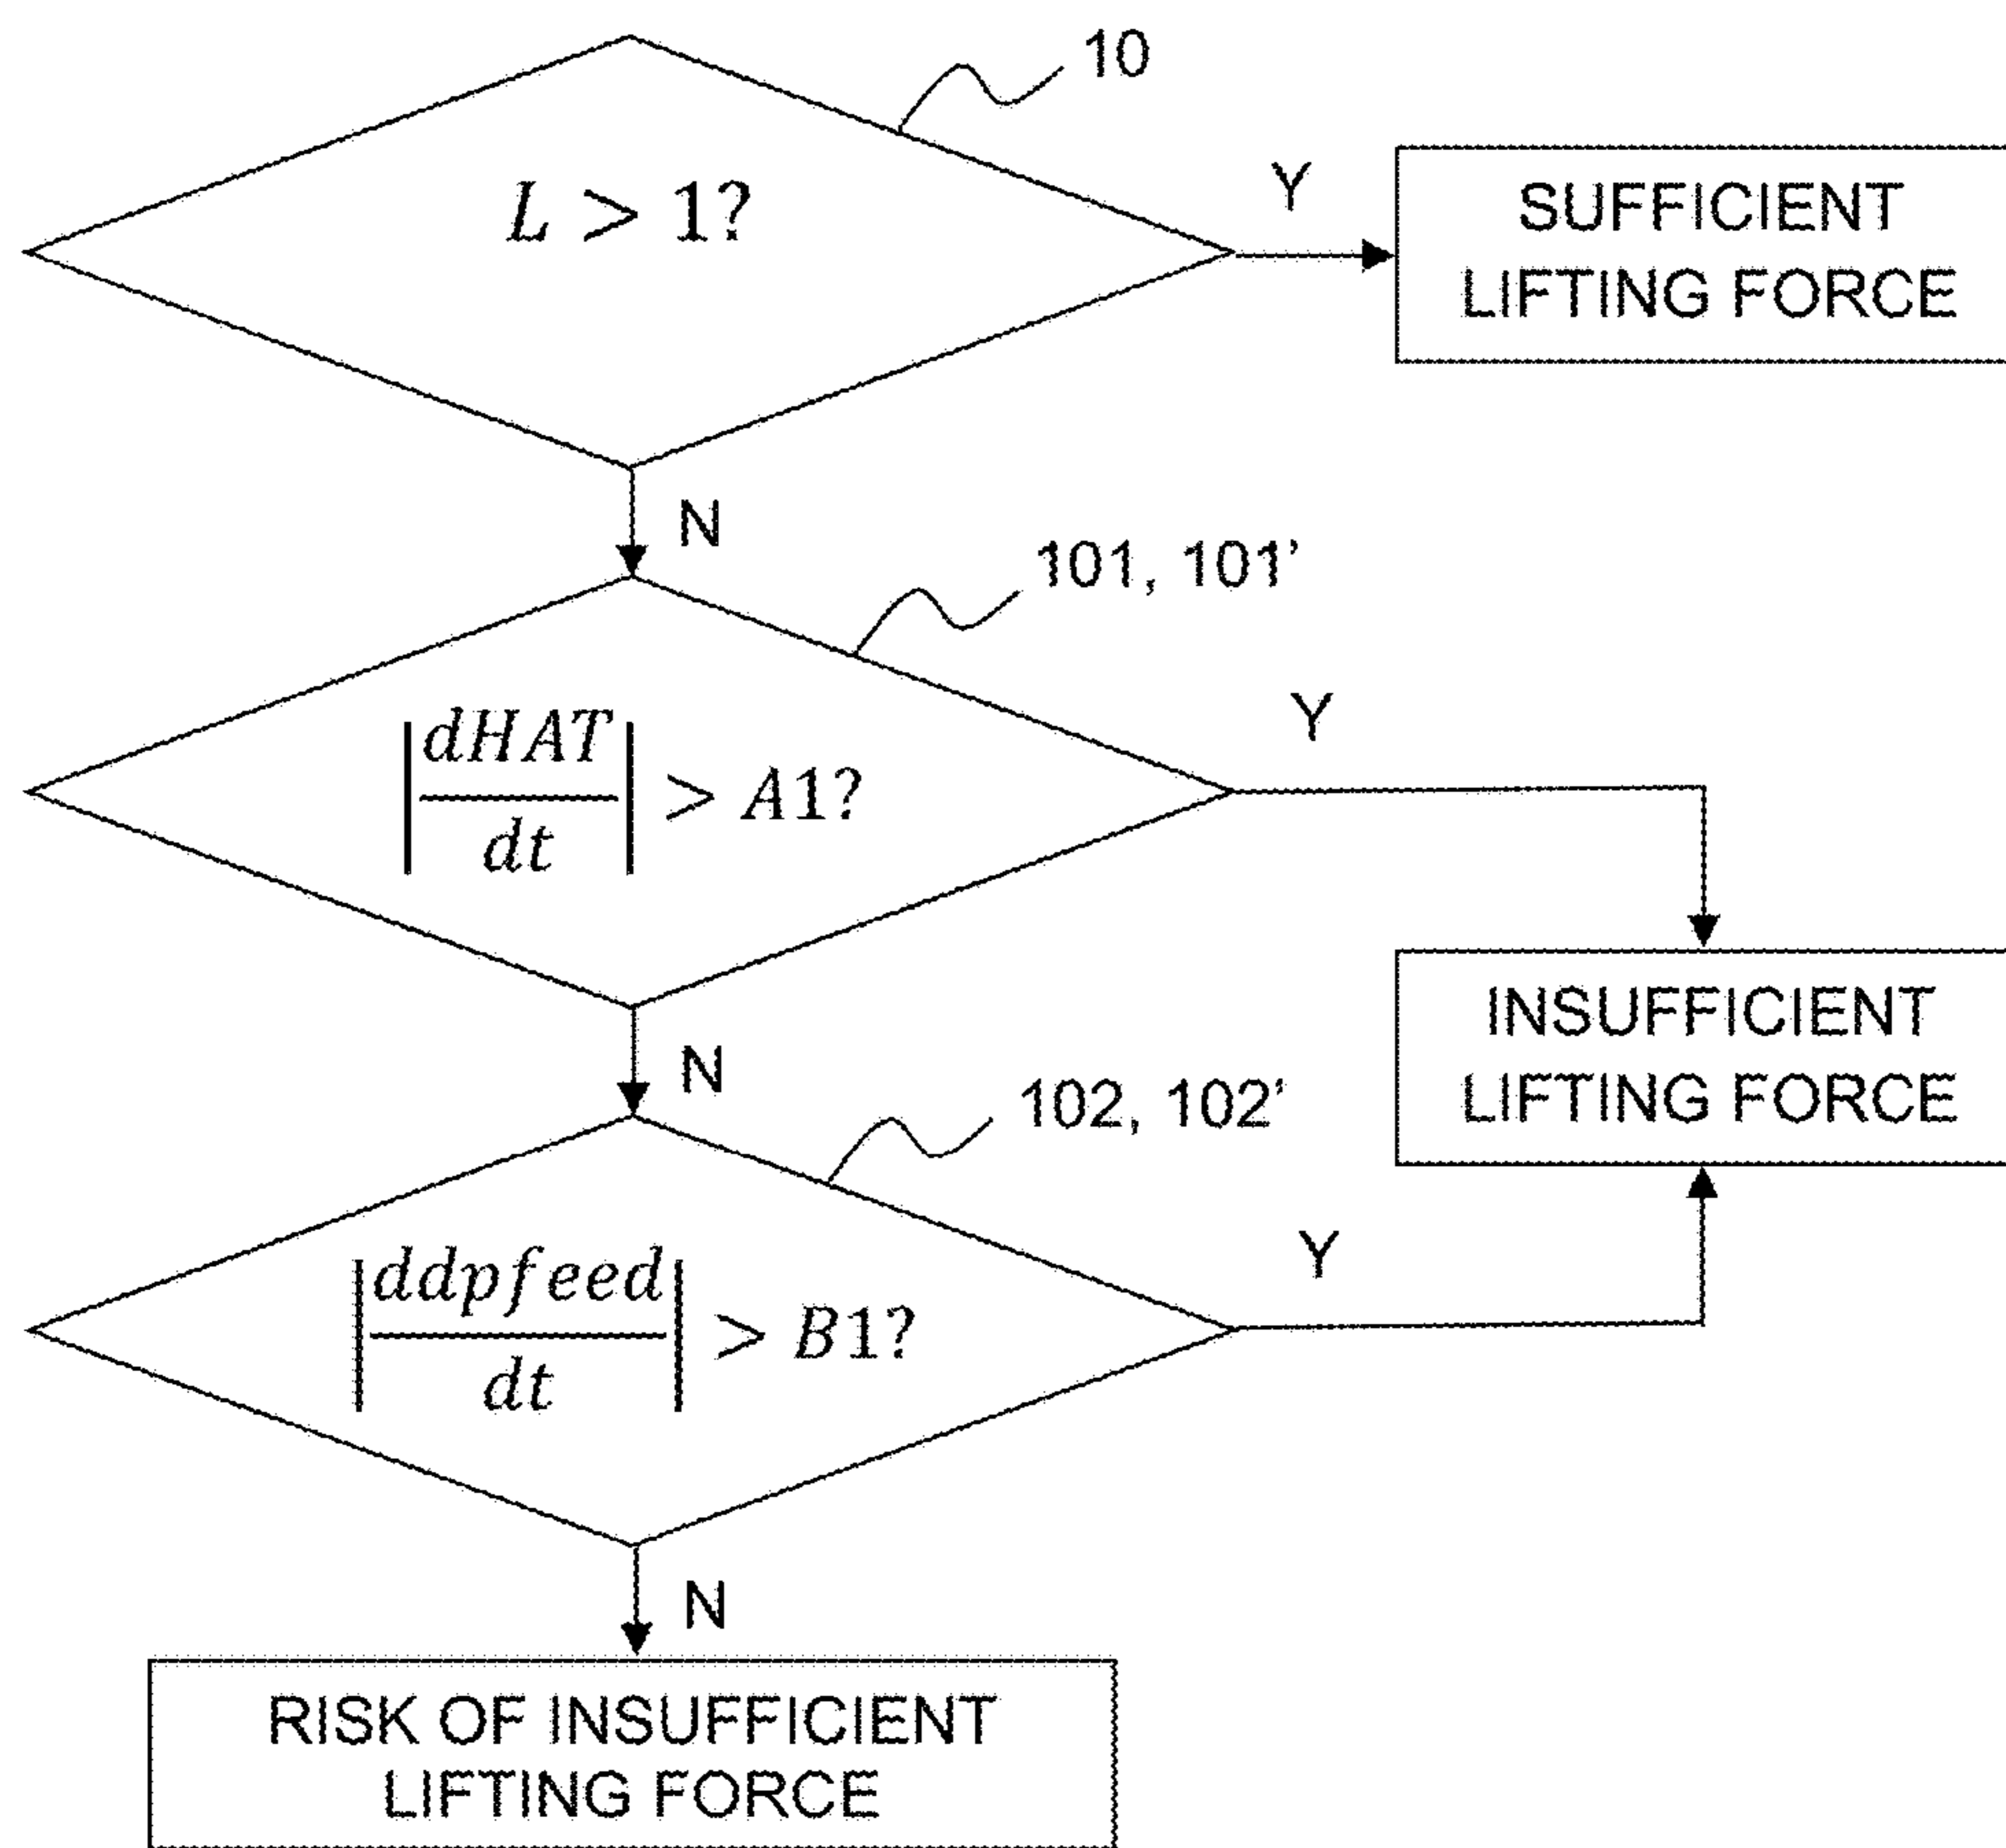 10
L > 1?
Y
SUFFICIENT
LIFTING FORCE
N
101, 101'
|dHAT/dt| > A1?
Y
INSUFFICIENT
LIFTING FORCE
N
102, 102'
|ddpfeed/dt| > B1?
Y
N
RISK OF INSUFFICIENT
LIFTING FORCE